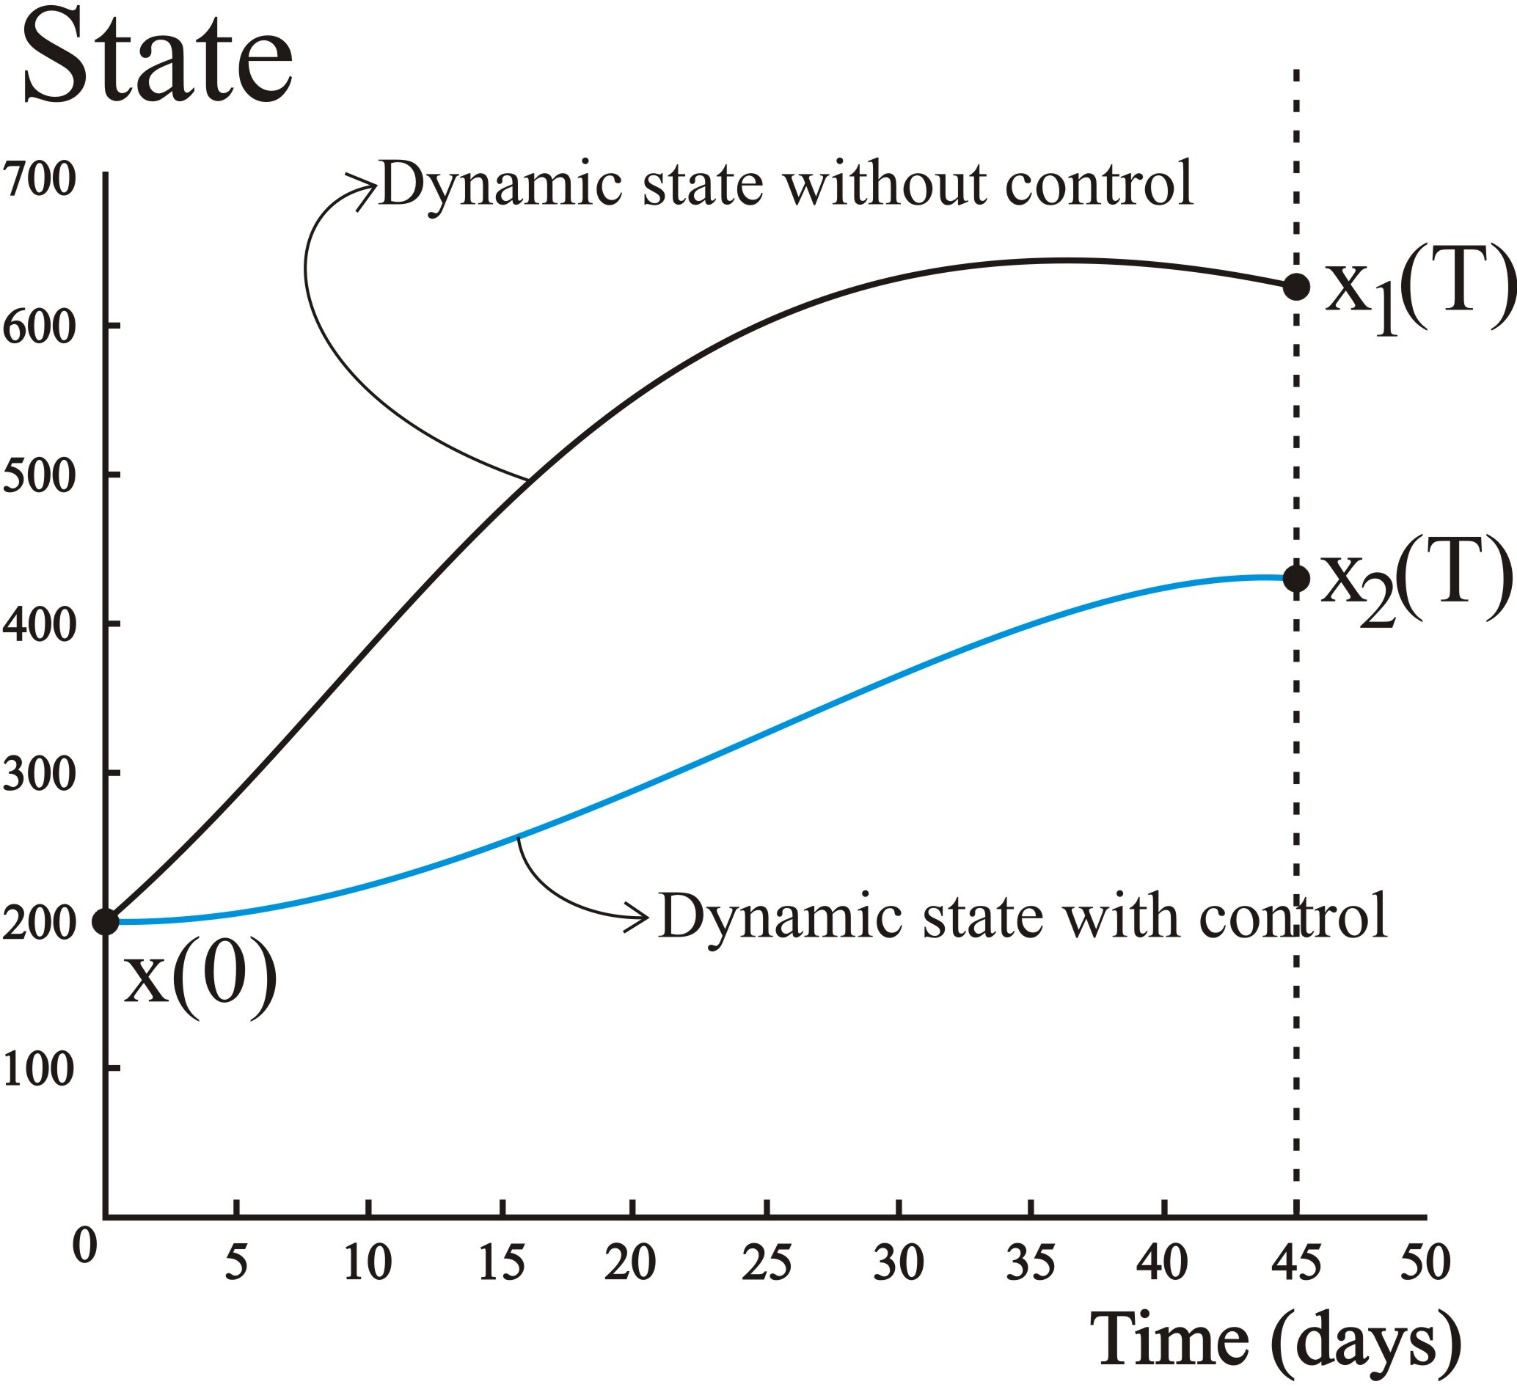 State
700
Dynamic state without control
x₁(T)
600
500
x₂(T)
400
300
200
Dynamic state with control
x(0)
100
0
5 10 15 20 25 30 35 40 45 50
Time (days)